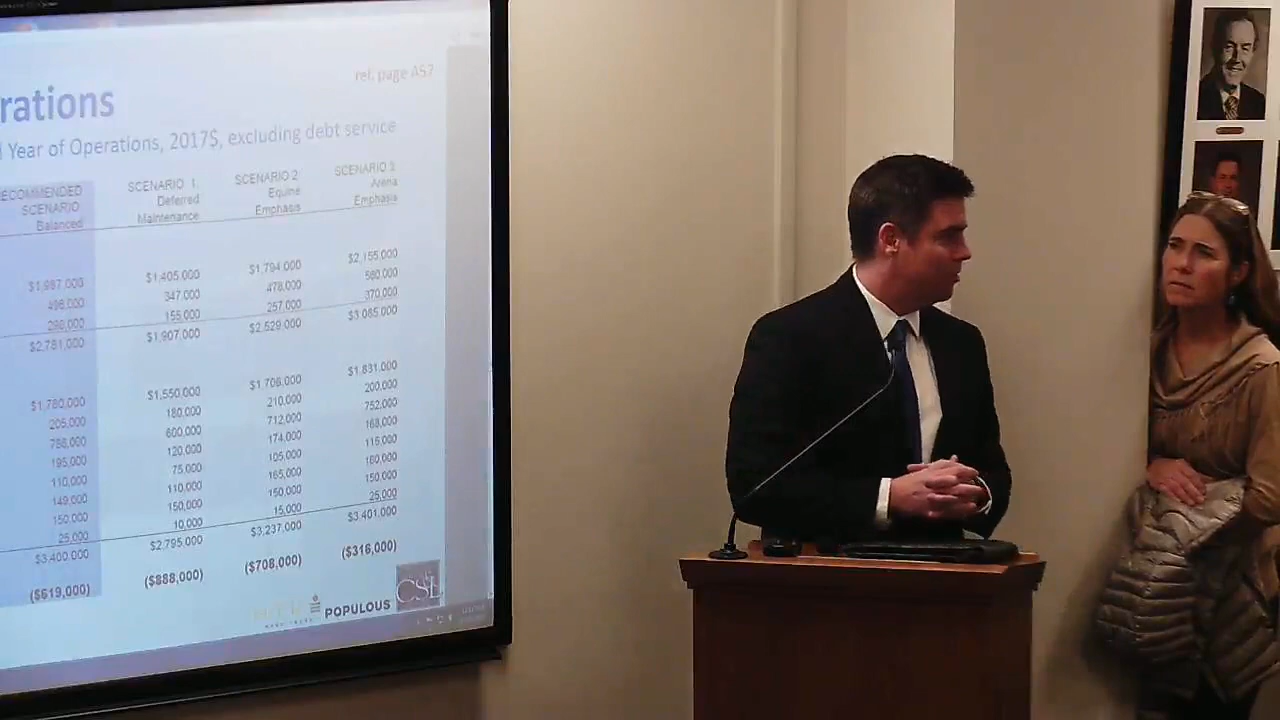 ref. page A57
rations
Year of Operations, 2017$, excluding debt service
ECOMMENDED SCENARIO 1 SCENARIO 2 SCENARIO 3
SCENARIO Deferred Equine Arena
Balanced Maintenance Emphasis Emphasis
$1,987,000 $1,405,000 $1,794,000 $2,155,000
496,000 347,000 478,000 560,000
298,000 155,000 257,000 370,000
$2,781,000 $1,907,000 $2,529,000 $3,085,000
$1,780,000 $1,550,000 $1,706,000 $1,831,000
205,000 180,000 210,000 200,000
786,000 600,000 712,000 752,000
195,000 120,000 174,000 168,000
110,000 75,000 105,000 115,000
149,000 110,000 165,000 160,000
150,000 150,000 150,000 150,000
25,000 10,000 15,000 25,000
$3,400,000 $2,795,000 $3,237,000 $3,401,000
($619,000) ($888,000) ($708,000) ($316,000)
POPULOUS
CSL